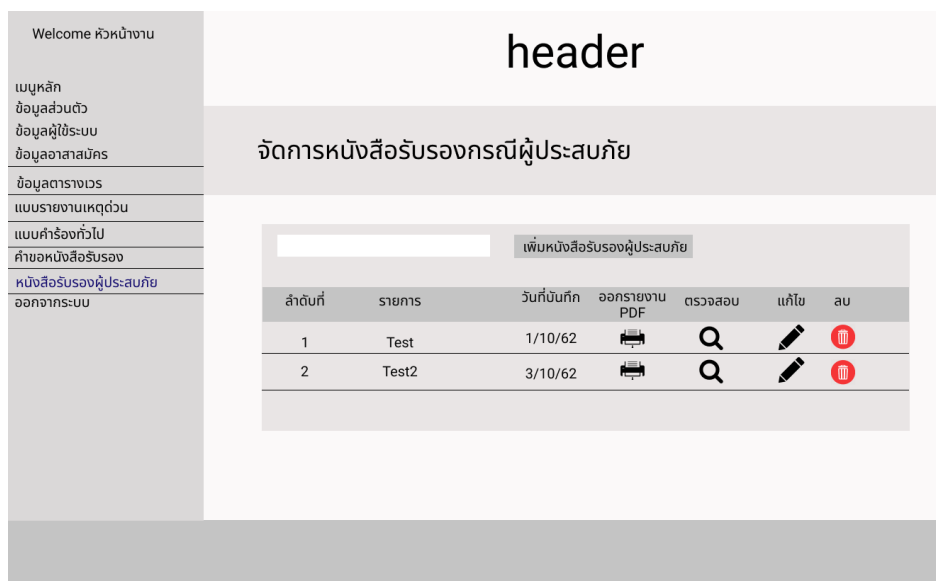 Welcome หัวหน้างาน
เมนูหลัก
ข้อมูลส่วนตัว
ข้อมูลผู้ใช้ระบบ
ข้อมูลอาสาสมัคร
ข้อมูลตารางเวร
แบบรายงานเหตุด่วน
แบบคำร้องทั่วไป
คำขอหนังสือรับรอง
หนังสือรับรองผู้ประสบภัย
ออกจากระบบ
header
จัดการหนังสือรับรองกรณีผู้ประสบภัย
เพิ่มหนังสือรับรองผู้ประสบภัย
ลำดับที่ รายการ วันที่บันทึก ออกรายงาน PDF ตรวจสอบ แก้ไข ลบ
1 Test 1/10/62
2 Test2 3/10/62